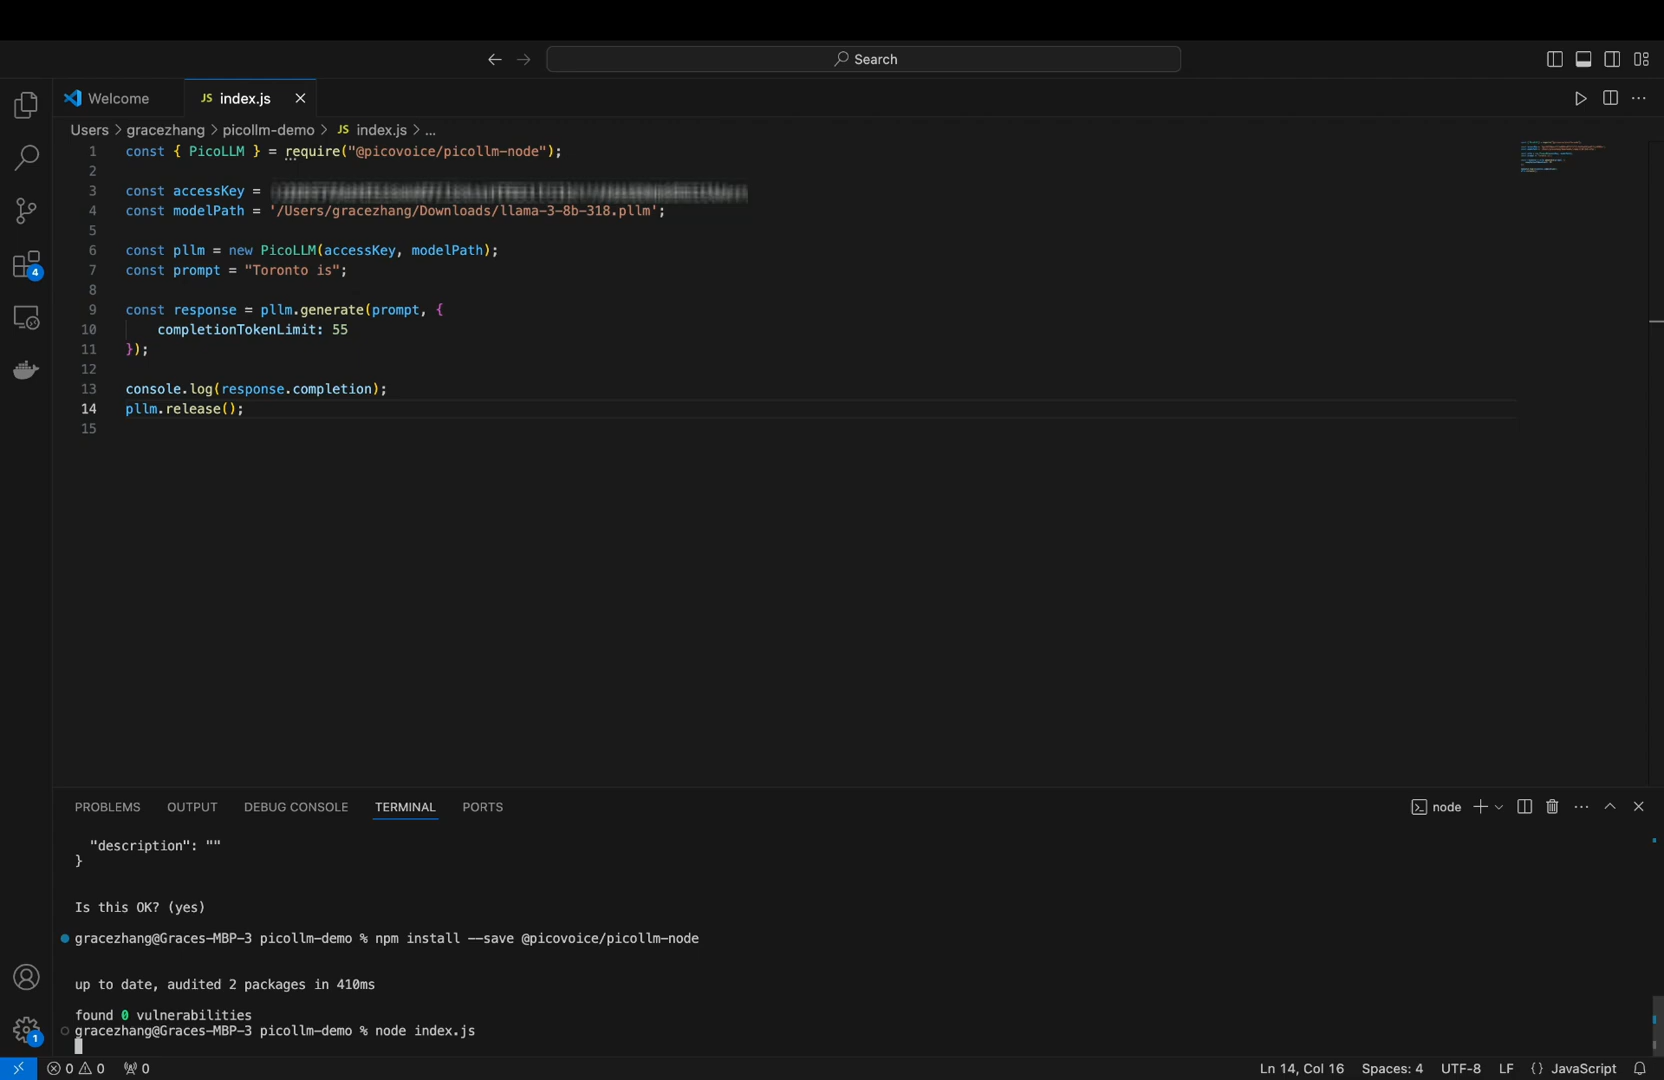 Search
Welcome
JS index.js
Users > gracezhang > picollm-demo > JS index.js > ...
1 const { PicoLLM } = require("@picovoice/picollm-node");
2
3 const accessKey =
4 const modelPath = '/Users/gracezhang/Downloads/llama-3-8b-318.pllm';
5
6 const pllm = new PicoLLM(accessKey, modelPath);
7 const prompt = "Toronto is";
8
9 const response = pllm.generate(prompt, {
10 completionTokenLimit: 55
11 });
12
13 console.log(response.completion);
14 pllm.release();
15
4
PROBLEMS OUTPUT DEBUG CONSOLE TERMINAL PORTS
node
"description": ""
}
Is this OK? (yes)
gracezhang@Graces-MBP-3 picollm-demo % npm install --save @picovoice/picollm-node
up to date, audited 2 packages in 410ms
found 0 vulnerabilities
gracezhang@Graces-MBP-3 picollm-demo % node index.js
1
0 0 0
Ln 14, Col 16 Spaces: 4 UTF-8 LF {} JavaScript